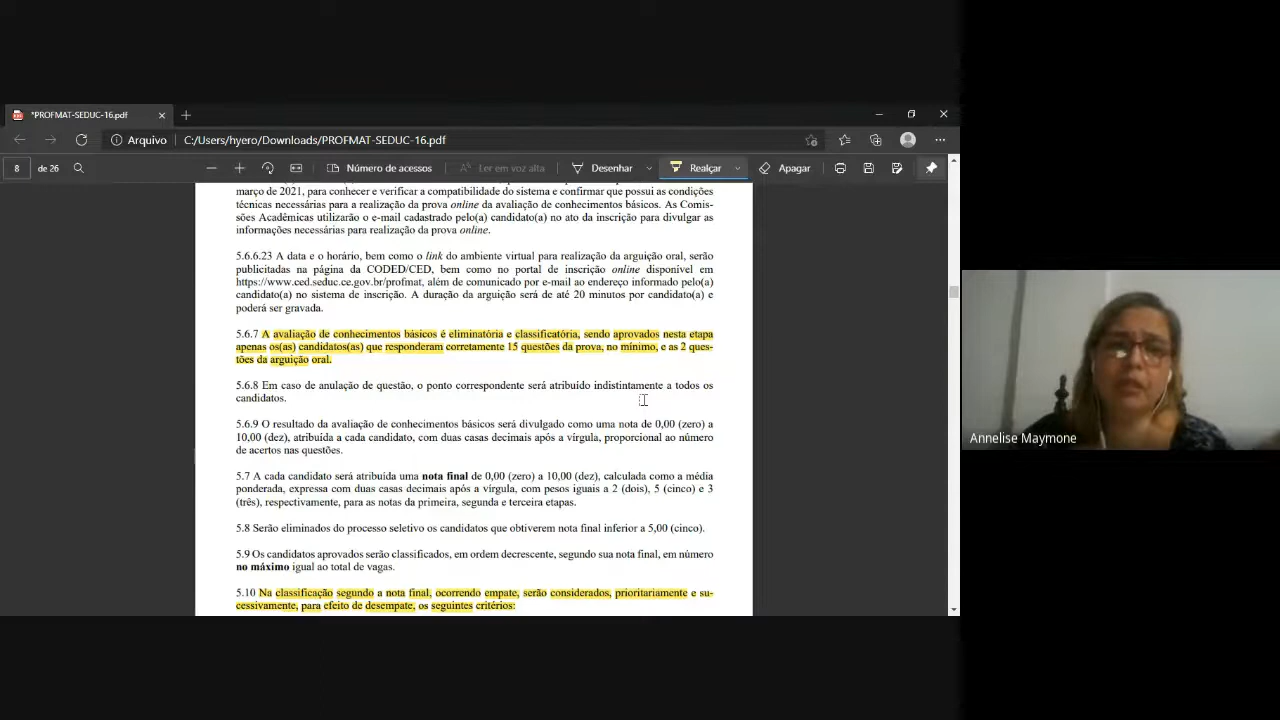 *PROFMAT-SEDUC-16.pdf
Arquivo
C:/Users/hyero/Downloads/PROFMAT-SEDUC-16.pdf
8
de 26
Número de acessos
Ler em voz alta
Desenhar
Realçar
Apagar
março de 2021, para conhecer e verificar a compatibilidade do sistema e confirmar que possui as condições
técnicas necessárias para a realização da prova online da avaliação de conhecimentos básicos. As Comis-
sões Acadêmicas utilizarão o e-mail cadastrado pelo(a) candidato(a) no ato da inscrição para divulgar as
informações necessárias para realização da prova online.
5.6.6.23 A data e o horário, bem como o link do ambiente virtual para realização da arguição oral, serão
publicitadas na página da CODED/CED, bem como no portal de inscrição online disponível em
https://www.ced.seduc.ce.gov.br/profmat, além de comunicado por e-mail ao endereço informado pelo(a)
candidato(a) no sistema de inscrição. A duração da arguição será de até 20 minutos por candidato(a) e
poderá ser gravada.
5.6.7 A avaliação de conhecimentos básicos é eliminatória e classificatória, sendo aprovados nesta etapa
apenas os(as) candidatos(as) que responderam corretamente 15 questões da prova, no mínimo, e as 2 ques-
tões da arguição oral.
5.6.8 Em caso de anulação de questão, o ponto correspondente será atribuído indistintamente a todos os
candidatos.
5.6.9 O resultado da avaliação de conhecimentos básicos será divulgado como uma nota de 0,00 (zero) a
10,00 (dez), atribuída a cada candidato, com duas casas decimais após a vírgula, proporcional ao número
de acertos nas questões.
5.7 A cada candidato será atribuída uma nota final de 0,00 (zero) a 10,00 (dez), calculada como a média
ponderada, expressa com duas casas decimais após a vírgula, com pesos iguais a 2 (dois), 5 (cinco) e 3
(três), respectivamente, para as notas da primeira, segunda e terceira etapas.
5.8 Serão eliminados do processo seletivo os candidatos que obtiverem nota final inferior a 5,00 (cinco).
5.9 Os candidatos aprovados serão classificados, em ordem decrescente, segundo sua nota final, em número
no máximo igual ao total de vagas.
5.10 Na classificação segundo a nota final, ocorrendo empate, serão considerados, prioritariamente e su-
cessivamente, para efeito de desempate, os seguintes critérios:
Annelise Maymone